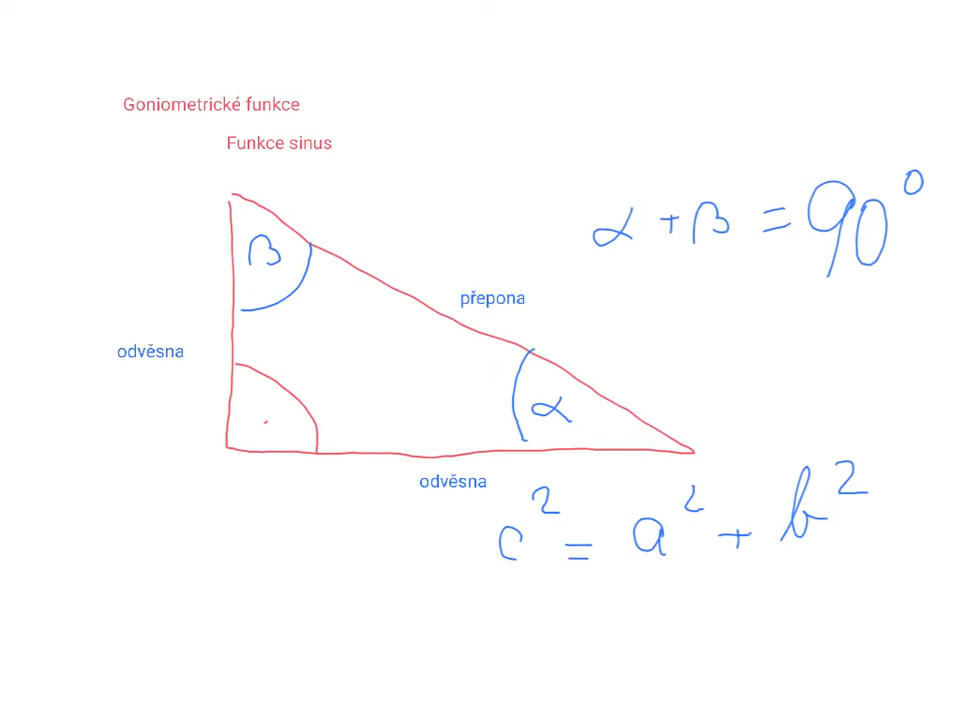 Goniometrické funkce
Funkce sinus
α + β = 90°
β
přepona
odvěsna
α
odvěsna
c² = a² + b²